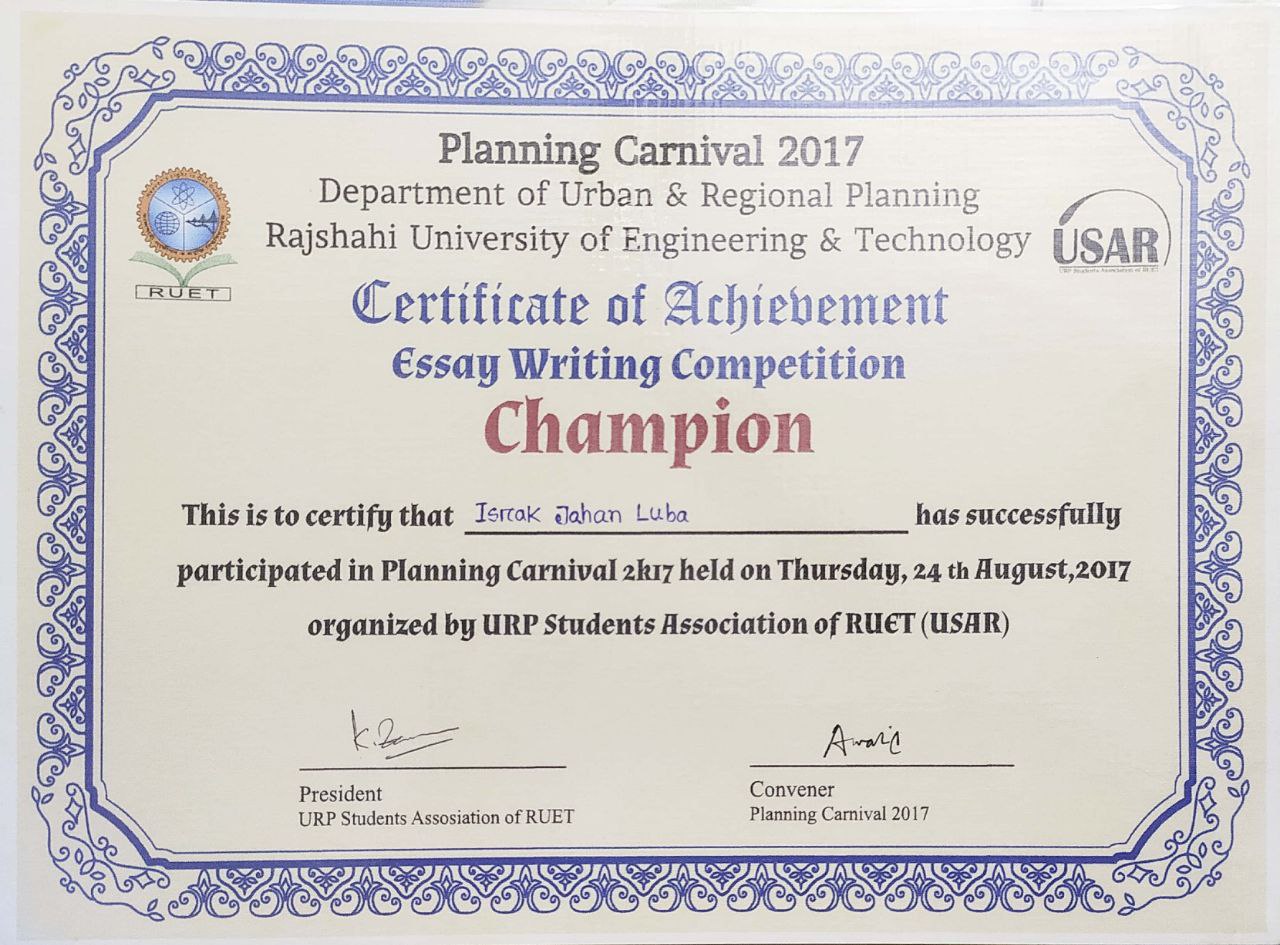 Planning Carnival 2017
Department of Urban & Regional Planning
Rajshahi University of Engineering & Technology
RUET
USAR
URP Students Association of RUET
Certificate of Achievement
Essay Writing Competition
Champion
This is to certify that Israk Jahan Luba has successfully
participated in Planning Carnival 2k17 held on Thursday, 24 th August,2017
organized by URP Students Association of RUET (USAR)
K. Zam
Awaric
President
URP Students Assosiation of RUET
Convener
Planning Carnival 2017